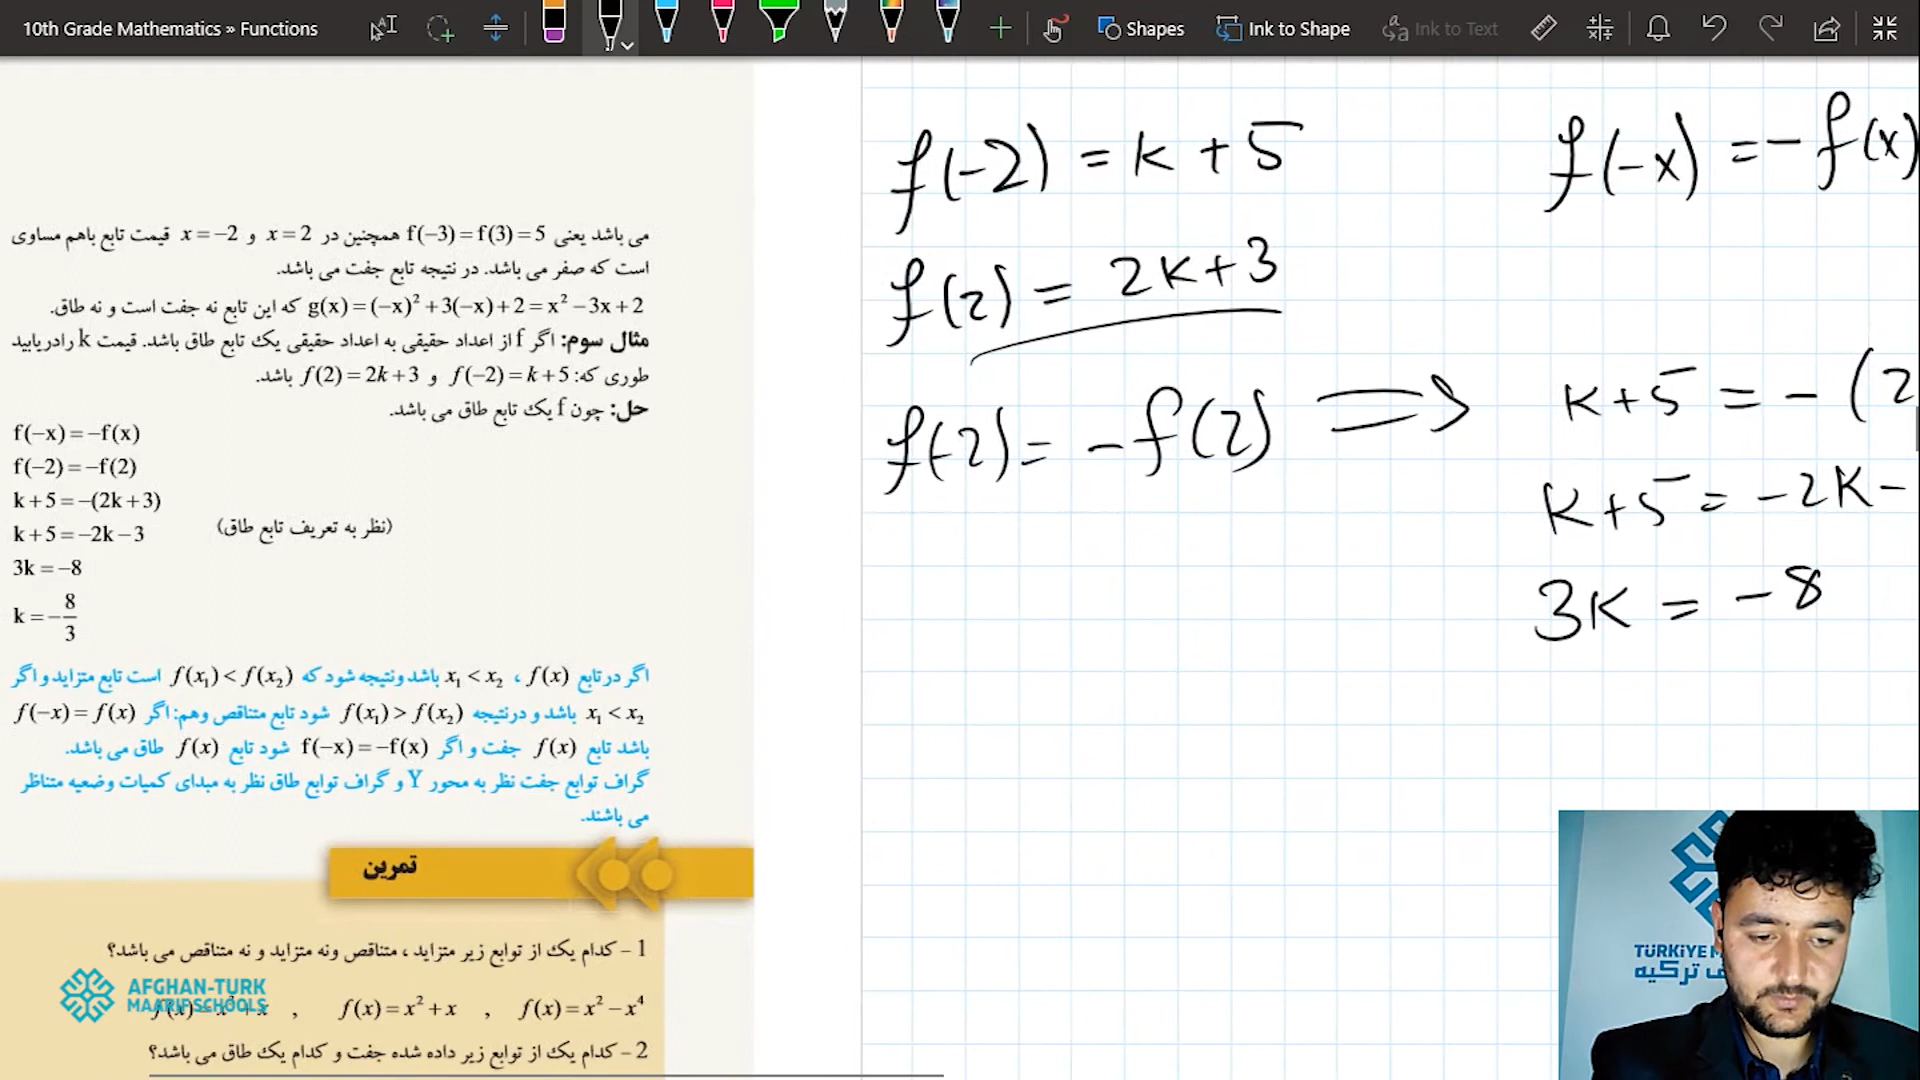 10th Grade Mathematics » Functions
Shapes
Ink to Shape
Ink to Text
می باشد یعنی f(−3) = f(3) = 5 همچنین در x = 2 و x = −2 قیمت تابع باهم مساوی
است که صفر می باشد. در نتیجه تابع جفت می باشد.
g(x) = (−x)² + 3(−x) + 2 = x² − 3x + 2 که این تابع نه جفت است و نه طاق.
مثال سوم: اگر f از اعداد حقیقی به اعداد حقیقی یک تابع طاق باشد. قیمت k رادریابید
طوری که: f(−2) = k + 5 و f(2) = 2k + 3 باشد.
حل: چون f یک تابع طاق می باشد.
f(−x) = −f(x)
f(−2) = −f(2)
k + 5 = −(2k + 3)
k + 5 = −2k − 3 (نظر به تعریف تابع طاق)
3k = −8
k = −8/3
اگر در تابع f(x) ، x₁ < x₂ باشد ونتیجه شود که f(x₁) < f(x₂) است تابع متزاید و اگر
x₁ < x₂ باشد و درنتیجه f(x₁) > f(x₂) شود تابع متناقص وهم: اگر f(−x) = f(x)
باشد تابع f(x) جفت و اگر f(−x) = −f(x) شود تابع f(x) طاق می باشد.
گراف توابع جفت نظر به محور Y و گراف توابع طاق نظر به مبدای کمیات وضعیه متناظر
می باشند.
تمرین
1 – کدام یک از توابع زیر متزاید ، متناقص ونه متزاید و نه متناقص می باشد؟
f(x) = x² + x , f(x) = x² − x⁴
2 – کدام یک از توابع زیر داده شده جفت و کدام یک طاق می باشد؟
AFGHAN-TURK
MAARIF SCHOOLS
f(-2) = k + 5
f(2) = 2k + 3
f(-2) = - f(2) ⟹
f(-x) = - f(x)
k + 5 = - (2
k + 5 = - 2k -
3k = - 8
TÜRKİYE M
ف ترکیه